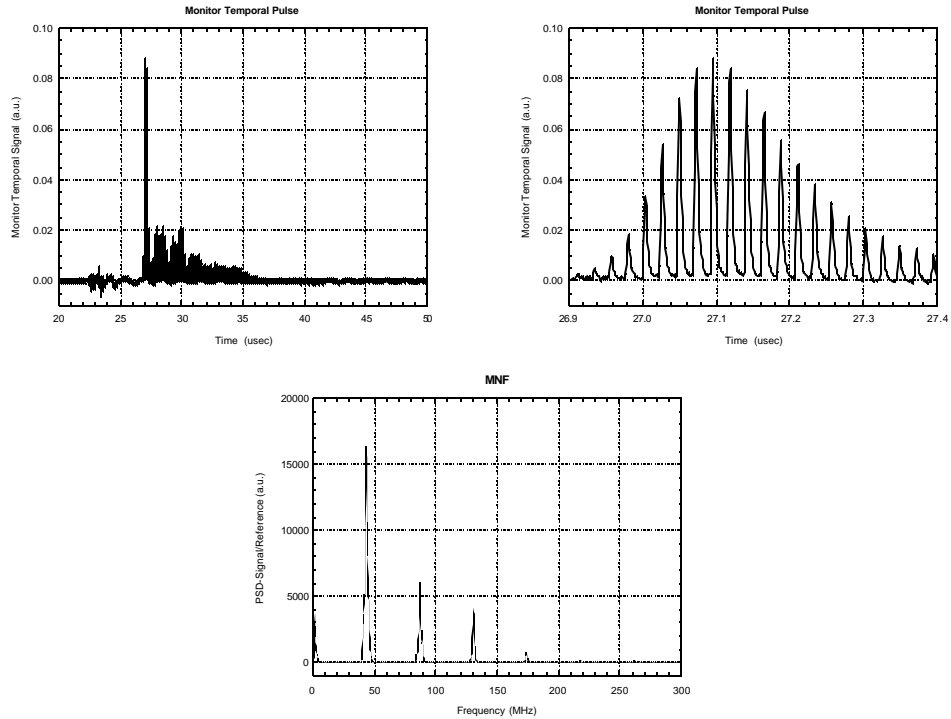 Monitor Temporal Pulse
Monitor Temporal Signal (a.u.)
0.10
0.08
0.06
0.04
0.02
0.00
20 25 30 35 40 45 50
Time (usec)
Monitor Temporal Pulse
Monitor Temporal Signal (a.u.)
0.10
0.08
0.06
0.04
0.02
0.00
26.9 27.0 27.1 27.2 27.3 27.4
Time (usec)
MNF
PSD-Signal/Reference (a.u.)
20000
15000
10000
5000
0
0 50 100 150 200 250 300
Frequency (MHz)